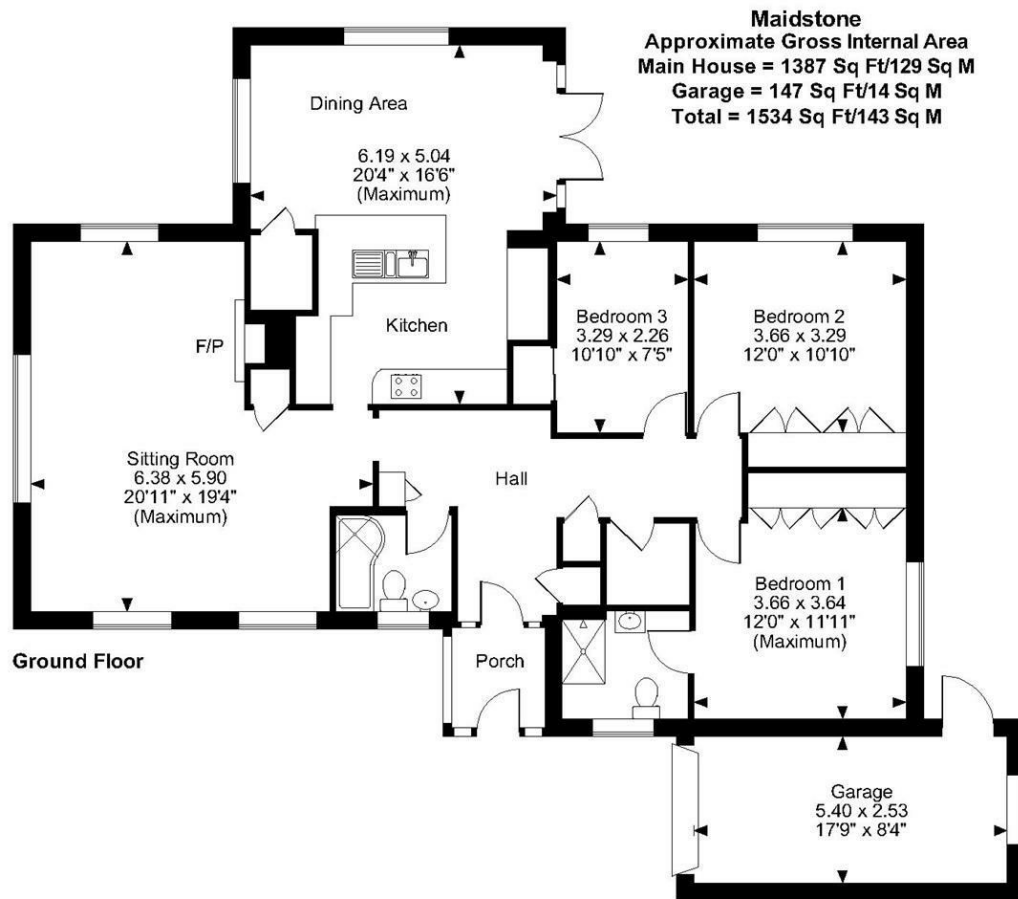 Maidstone
Approximate Gross Internal Area
Main House = 1387 Sq Ft/129 Sq M
Garage = 147 Sq Ft/14 Sq M
Total = 1534 Sq Ft/143 Sq M
Dining Area
6.19 x 5.04
20'4" x 16'6"
(Maximum)
Kitchen
F/P
Bedroom 3
3.29 x 2.26
10'10" x 7'5"
Bedroom 2
3.66 x 3.29
12'0" x 10'10"
Sitting Room
6.38 x 5.90
20'11" x 19'4"
(Maximum)
Hall
Bedroom 1
3.66 x 3.64
12'0" x 11'11"
(Maximum)
Ground Floor
Porch
Garage
5.40 x 2.53
17'9" x 8'4"